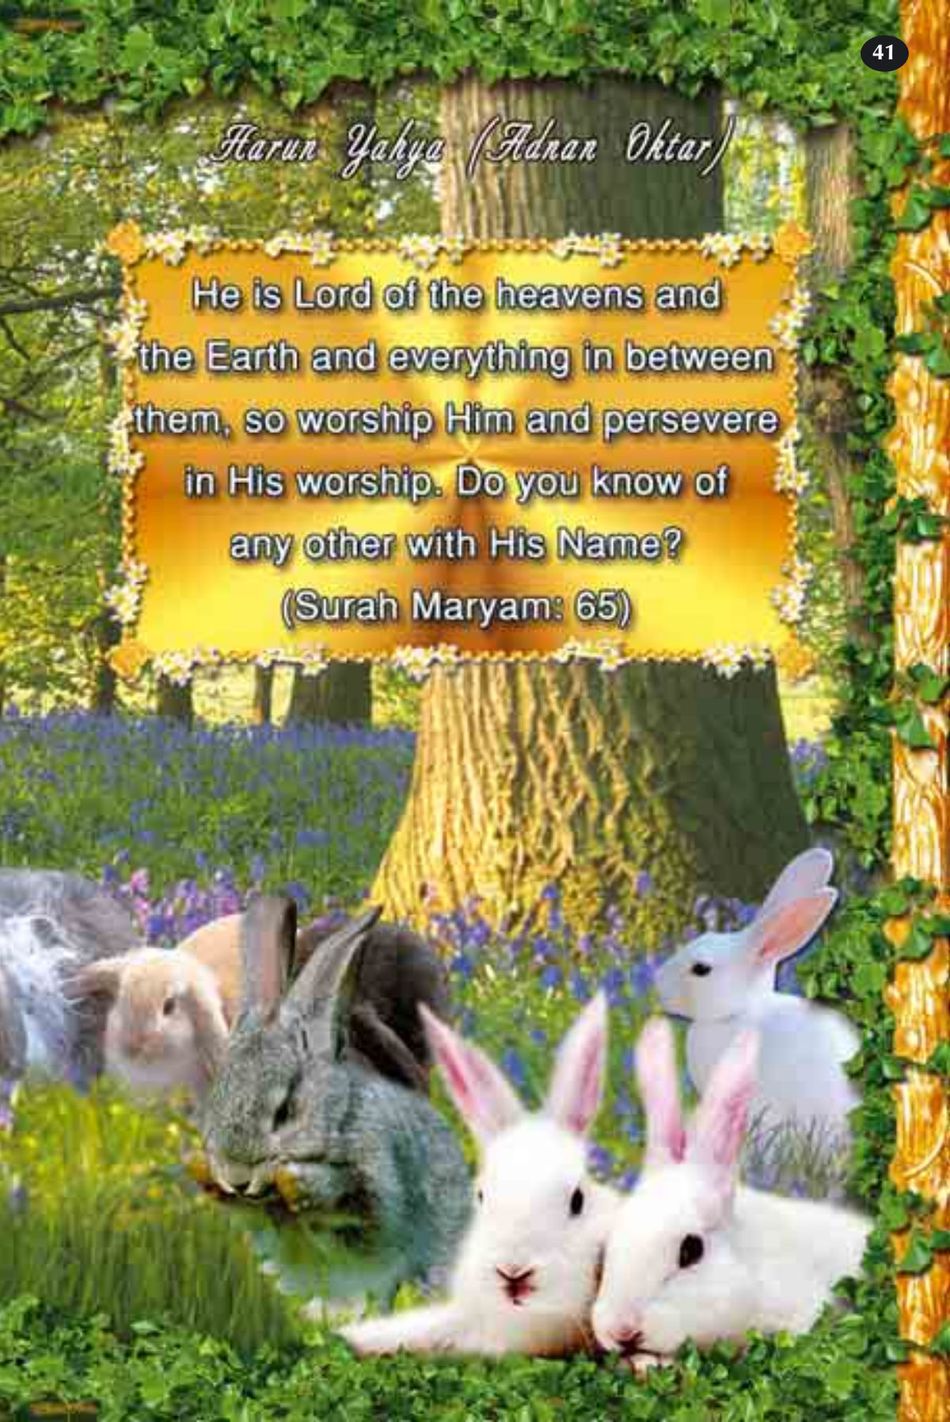 41
Harun Yahya (Adnan Oktar)
He is Lord of the heavens and
the Earth and everything in between
them, so worship Him and persevere
in His worship. Do you know of
any other with His Name?
(Surah Maryam: 65)